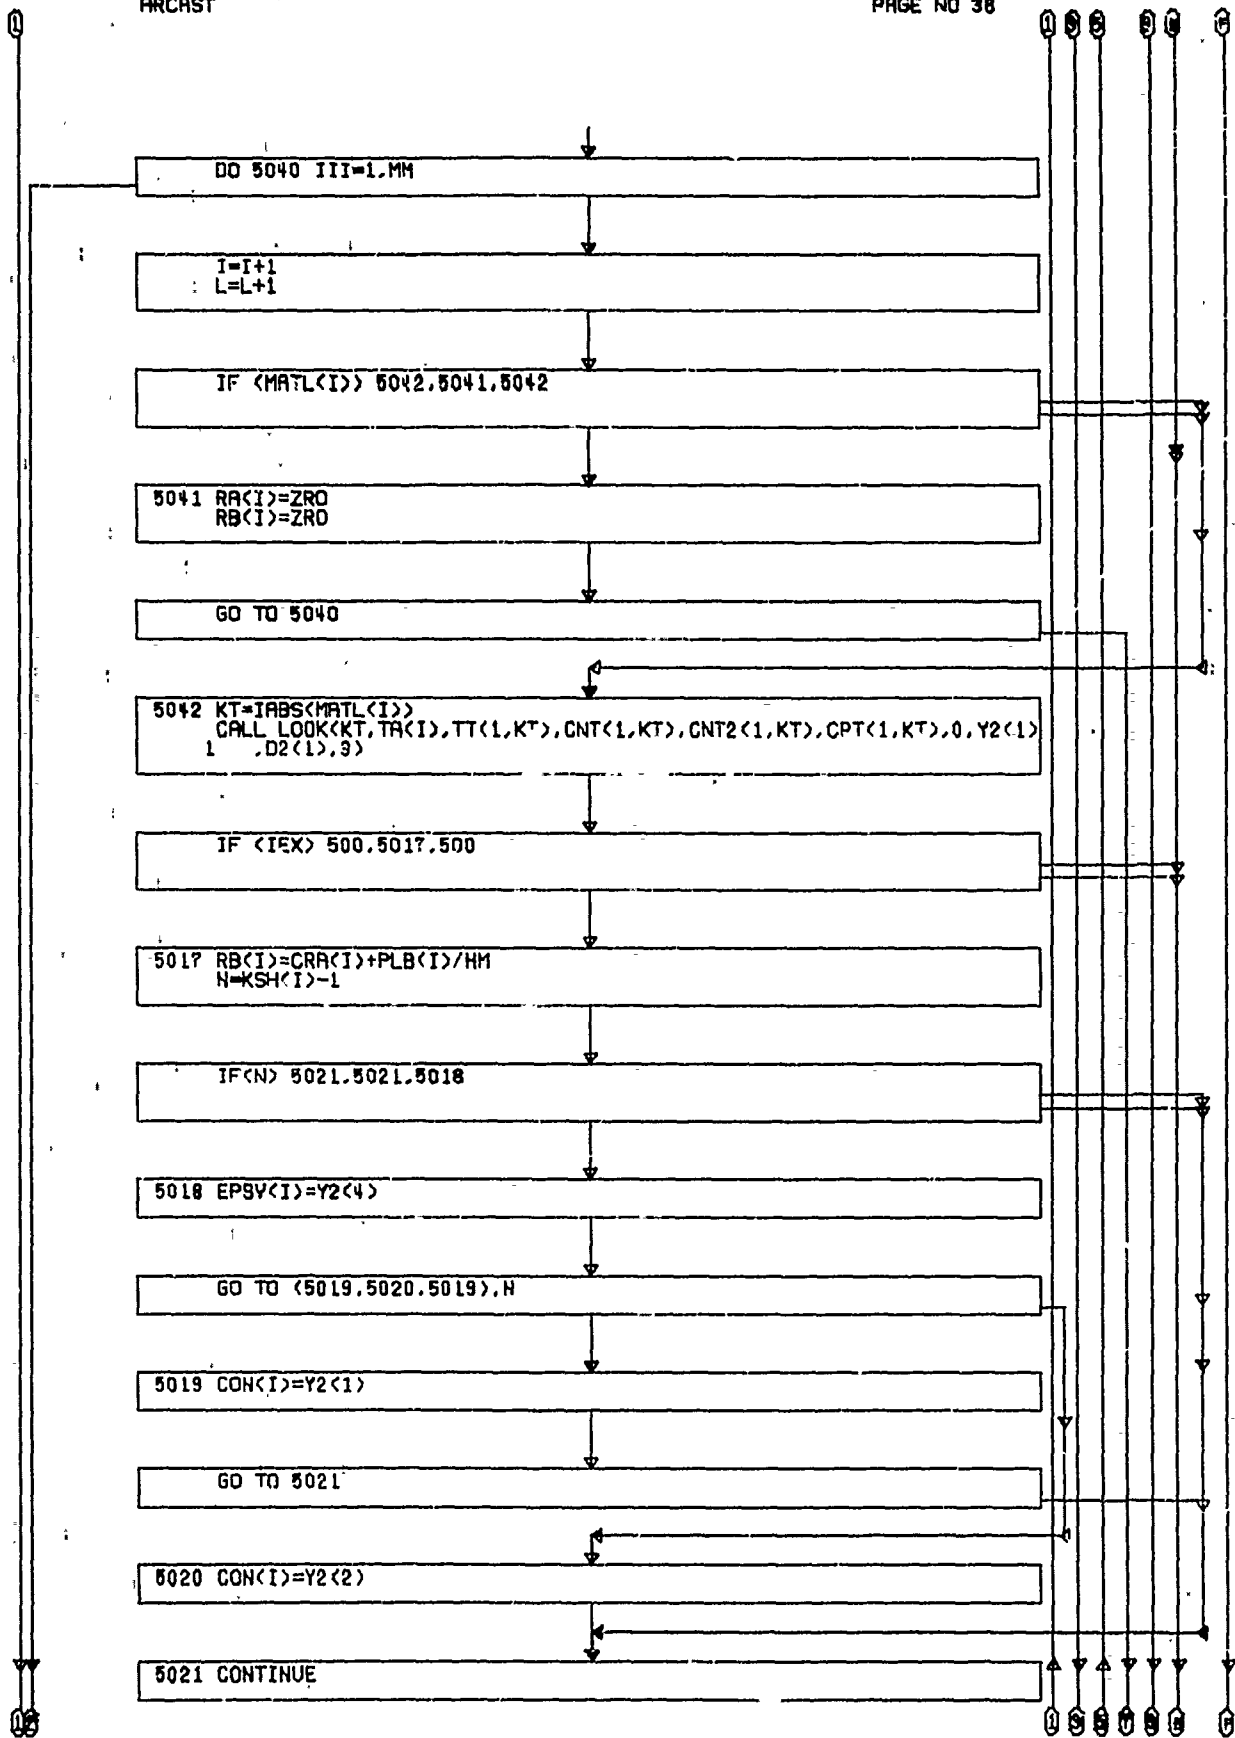 ARCAST PAGE NO 38
1 1
DO 5040 III=1,MM
I=I+1
L=L+1
IF (MATL(I)) 5042,5041,5042
5041 RA(I)=ZRO
RB(I)=ZRO
GO TO 5040
5042 KT=IABS(MATL(I))
CALL LOOK(KT,TA(I),TT(1,KT),CNT(1,KT),CNT2(1,KT),CPT(1,KT),0,Y2(1)
1 ,D2(1),3)
IF (IEX) 500,5017,500
5017 RB(I)=CRA(I)+PLB(I)/HM
N=KSH(I)-1
IF(N) 5021,5021,5018
5018 EPSV(I)=Y2(4)
GO TO (5019,5020,5019),N
5019 CON(I)=Y2(1)
GO TO 5021
5020 CON(I)=Y2(2)
5021 CONTINUE
1 1